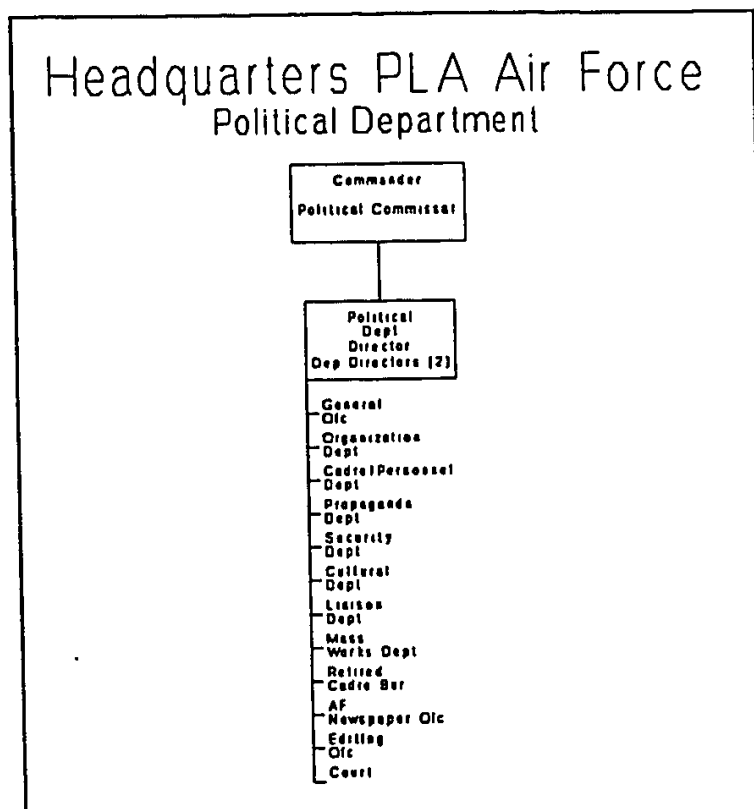 Headquarters PLA Air Force
Political Department
Commander
Political Commissar
Political
Dept
Director
Dep Directors (2)
General
Ofc
Organization
Dept
Cadre/Personnel
Dept
Propaganda
Dept
Security
Dept
Cultural
Dept
Liaison
Dept
Mass
Works Dept
Retired
Cadre Bur
AF
Newspaper Ofc
Editing
Ofc
Court